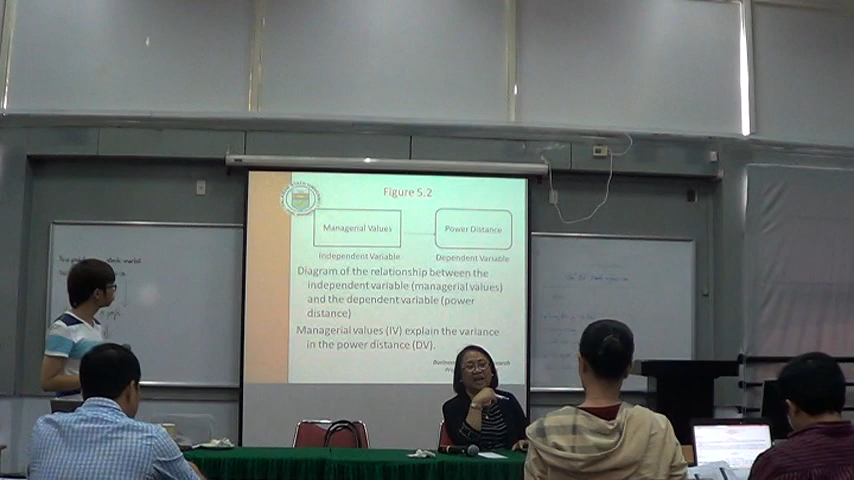 Figure 5.2
Managerial Values
Power Distance
Independent Variable
Dependent Variable
Diagram of the relationship between the
independent variable (managerial values)
and the dependent variable (power
distance)
Managerial values (IV) explain the variance
in the power distance (DV).